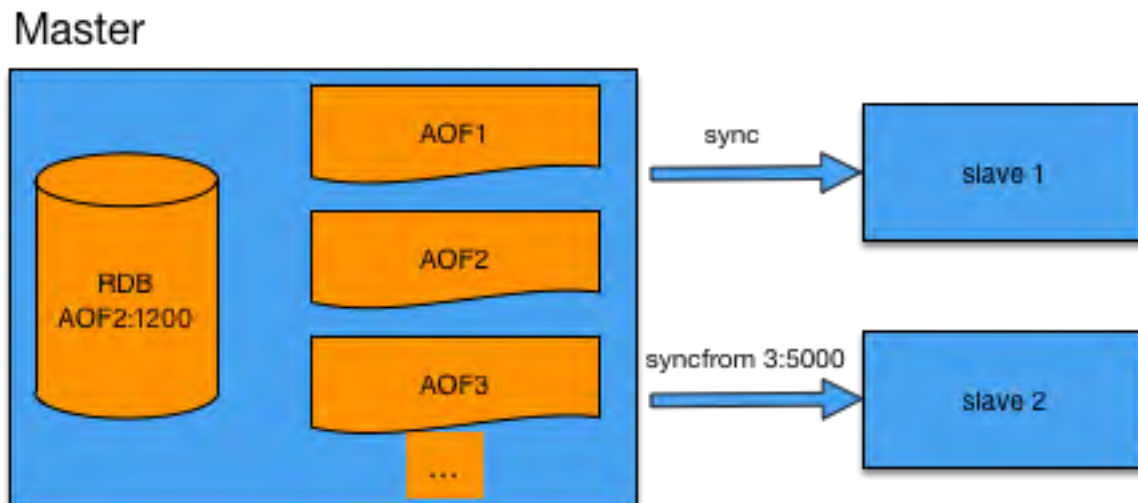 Master
AOF1
sync
slave 1
RDB
AOF2:1200
AOF2
syncfrom 3:5000
AOF3
slave 2
...